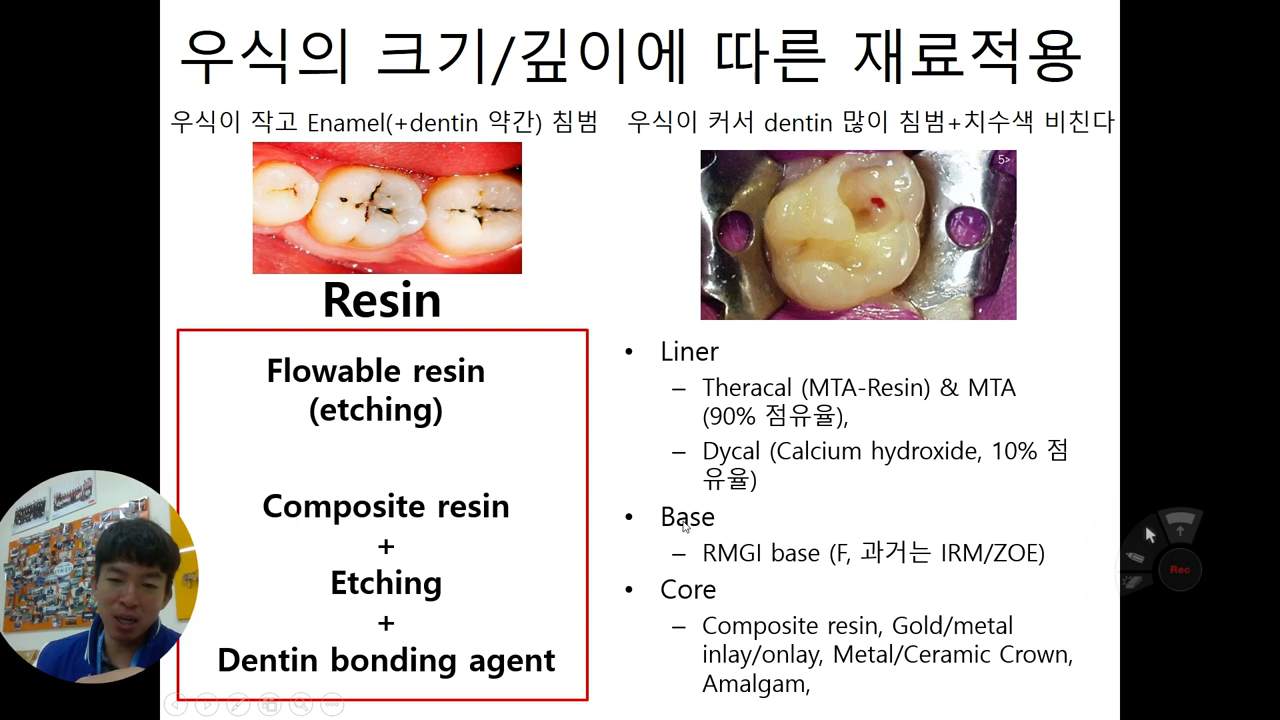 우식의 크기/깊이에 따른 재료적용
우식이 작고 Enamel(+dentin 약간) 침범
Resin
Flowable resin
(etching)
Composite resin
+
Etching
+
Dentin bonding agent
우식이 커서 dentin 많이 침범+치수색 비친다
5>
• Liner
– Theracal (MTA-Resin) & MTA
(90% 점유율),
– Dycal (Calcium hydroxide, 10% 점
유율)
• Base
– RMGI base (F, 과거는 IRM/ZOE)
• Core
– Composite resin, Gold/metal
inlay/onlay, Metal/Ceramic Crown,
Amalgam,
Rec